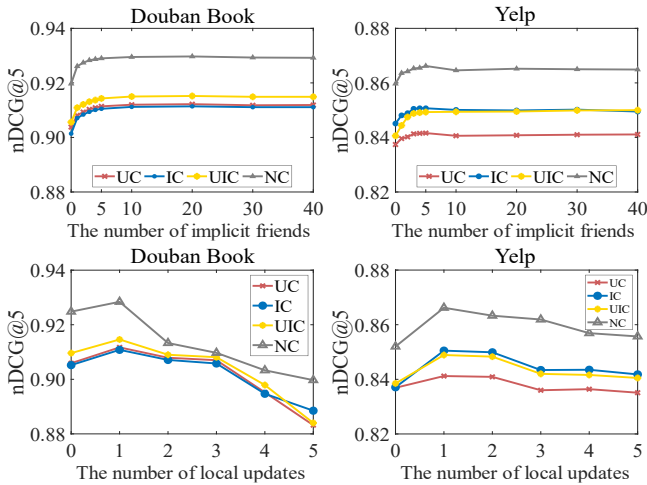 Douban Book
Yelp
nDCG@5
0.94
0.92
0.90
0.88
UC IC UIC NC
0 5 10 20 30 40
The number of implicit friends
nDCG@5
0.88
0.86
0.84
0.82
UC IC UIC NC
0 5 10 20 30 40
The number of implicit friends
Douban Book
Yelp
nDCG@5
0.94
0.92
0.90
0.88
UC
IC
UIC
NC
0 1 2 3 4 5
The number of local updates
nDCG@5
0.88
0.86
0.84
0.82
UC
IC
UIC
NC
0 1 2 3 4 5
The number of local updates